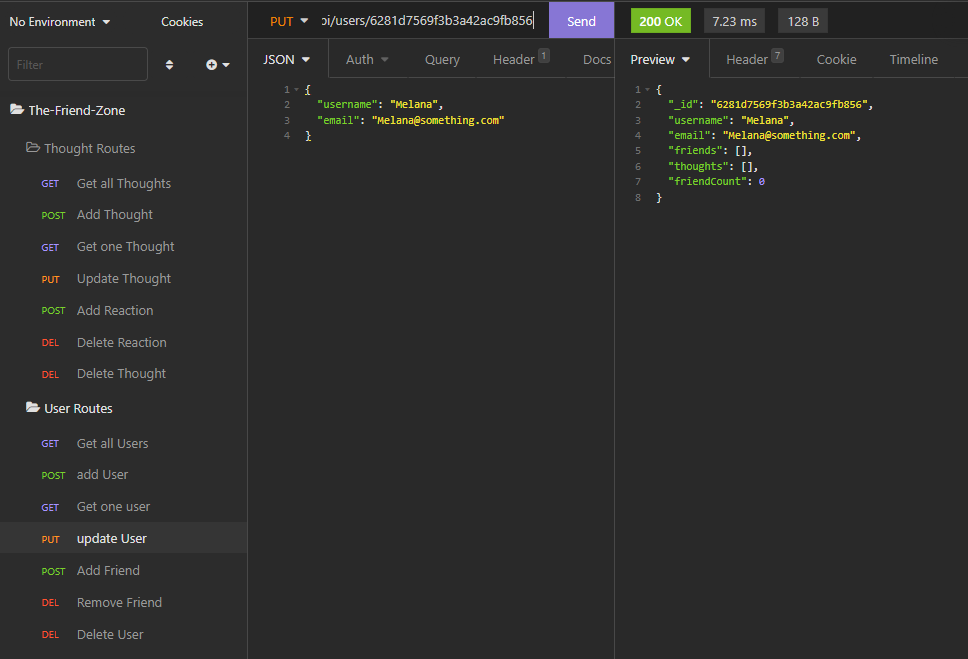 No Environment
Cookies
Filter
The-Friend-Zone
Thought Routes
GET Get all Thoughts
POST Add Thought
GET Get one Thought
PUT Update Thought
POST Add Reaction
DEL Delete Reaction
DEL Delete Thought
User Routes
GET Get all Users
POST add User
GET Get one user
PUT update User
POST Add Friend
DEL Remove Friend
DEL Delete User
PUT pi/users/6281d7569f3b3a42ac9fb856 Send
JSON Auth Query Header 1 Docs
1 {
2 "username": "Melana",
3 "email": "Melana@something.com"
4 }
200 OK 7.23 ms 128 B
Preview Header 7 Cookie Timeline
1 {
2 "_id": "6281d7569f3b3a42ac9fb856",
3 "username": "Melana",
4 "email": "Melana@something.com",
5 "friends": [],
6 "thoughts": [],
7 "friendCount": 0
8 }